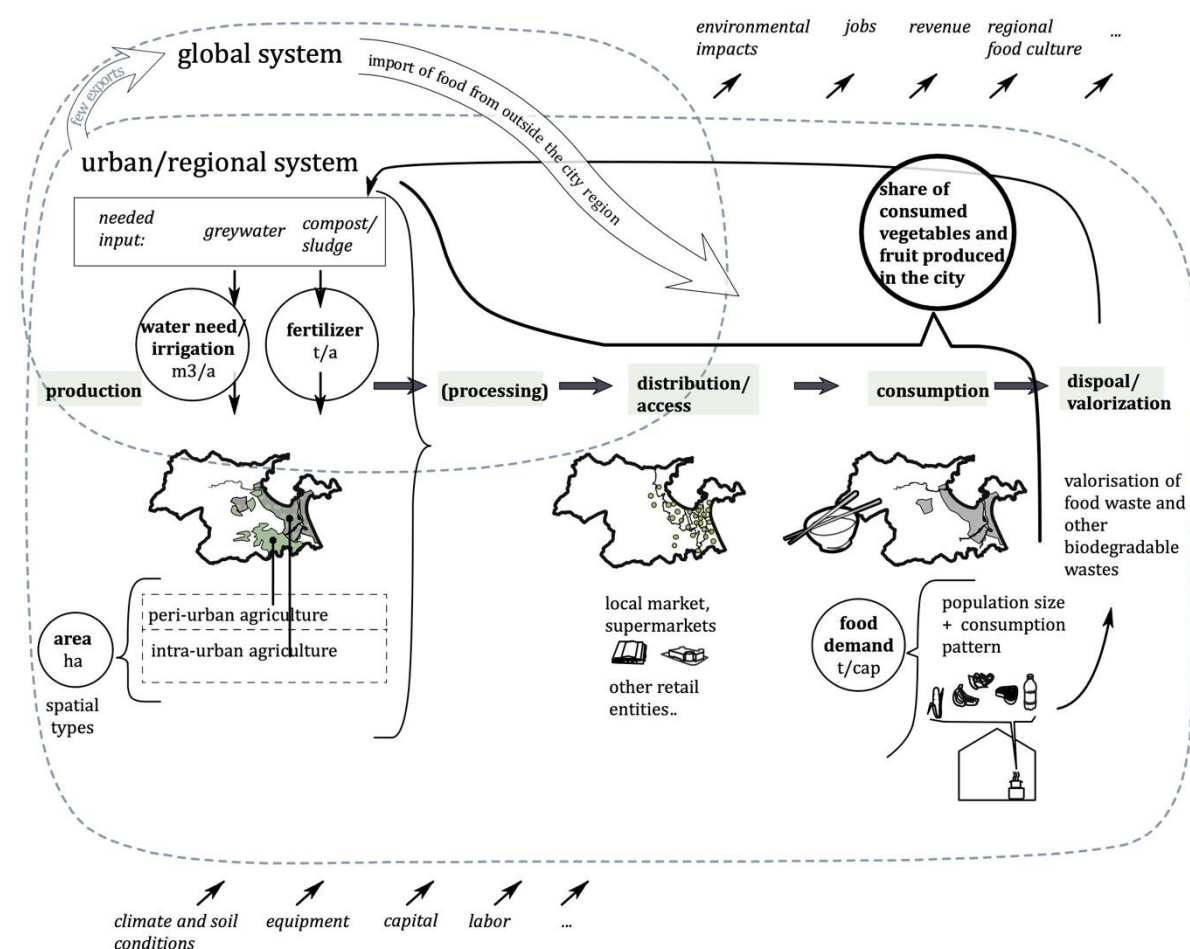 environmental
impacts
jobs
revenue
regional
food culture
...
global system
few exports
import of food from outside the city region
urban/regional system
needed
input:
greywater
compost/
sludge
share of
consumed
vegetables and
fruit produced
in the city
water need/
irrigation
m3/a
fertilizer
t/a
production
(processing)
distribution/
access
consumption
dispoal/
valorization
valorisation of
food waste and
other
biodegradable
wastes
area
ha
spatial
types
peri-urban agriculture
intra-urban agriculture
local market,
supermarkets
other retail
entities..
food
demand
t/cap
population size
+ consumption
pattern
climate and soil
conditions
equipment
capital
labor
...